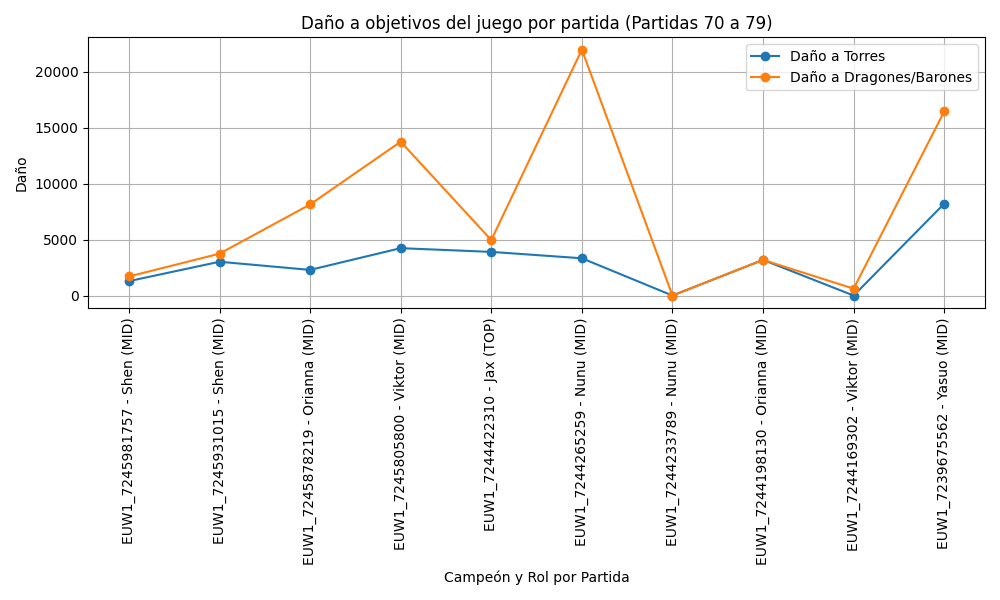 Daño a objetivos del juego por partida (Partidas 70 a 79)
Daño a Torres
Daño a Dragones/Barones
Daño
20000
15000
10000
5000
0
EUW1_7245981757 - Shen (MID)
EUW1_7245931015 - Shen (MID)
EUW1_7245878219 - Orianna (MID)
EUW1_7245805800 - Viktor (MID)
EUW1_7244422310 - Jax (TOP)
EUW1_7244265259 - Nunu (MID)
EUW1_7244233789 - Nunu (MID)
EUW1_7244198130 - Orianna (MID)
EUW1_7244169302 - Viktor (MID)
EUW1_7239675562 - Yasuo (MID)
Campeón y Rol por Partida